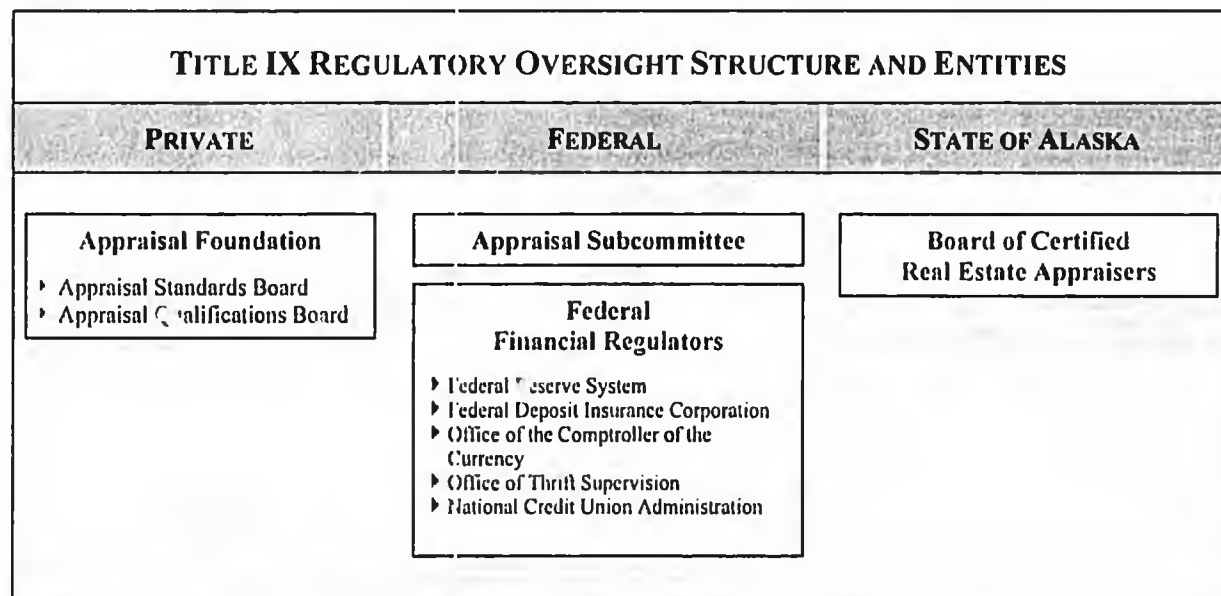 TITLE IX REGULATORY OVERSIGHT STRUCTURE AND ENTITIES
PRIVATE
FEDERAL
STATE OF ALASKA
Appraisal Foundation
Appraisal Standards Board
Appraisal Qualifications Board
Appraisal Subcommittee
Federal
Financial Regulators
Federal Reserve System
Federal Deposit Insurance Corporation
Office of the Comptroller of the
Currency
Office of Thrift Supervision
National Credit Union Administration
Board of Certified
Real Estate Appraisers